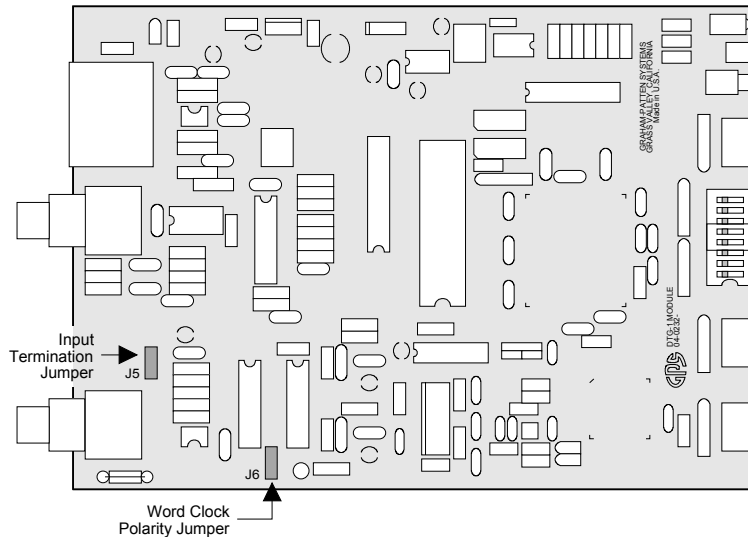 GRAHAM-PATTEN SYSTEMS
GRASS VALLEY, CALIFORNIA
Made in U.S.A.
DTG-1 MODULE
04-0232-
GPS
Input
Termination
Jumper
J5
J6
Word Clock
Polarity Jumper